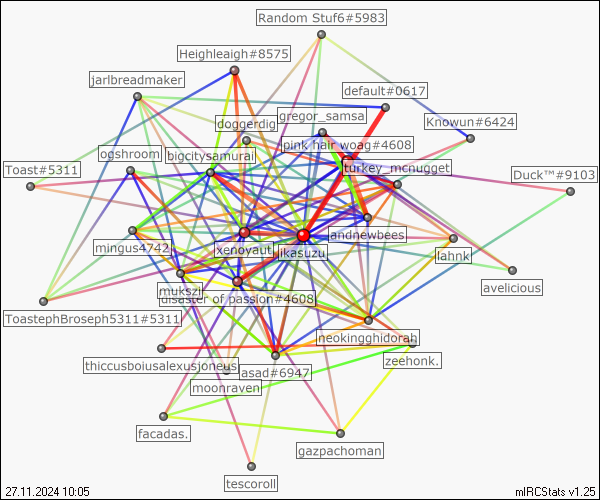 Random Stuf6#5983
Heighleaigh#8575
jarlbreadmaker
default#0617
gregor_samsa
doggerdig
Knowun#6424
pink hair woag#4608
ogshroom
bigcitysamurai
turkey_mcnugget
Toast#5311
Duck™#9103
andnewbees
mingus4742
xenoyaut
jikasuzu
lahnk
avelicious
mukszi
disaster of passion#4608
ToastephBroseph5311#5311
neokingghidorah
thiccusboiusalexusjoneus
asad#6947
zeehonk.
moonraven
facadas.
gazpachoman
tescoroll
27.11.2024 10:05
mIRCStats v1.25